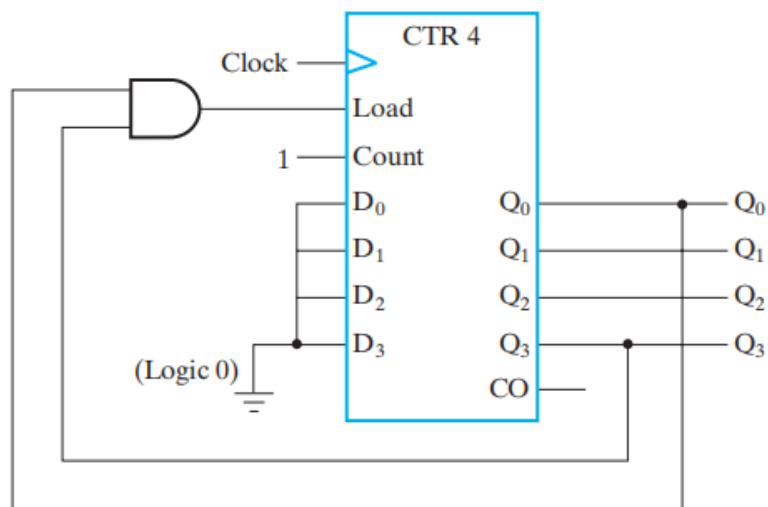 CTR 4
Clock
Load
1 Count
D0 Q0 Q0
D1 Q1 Q1
D2 Q2 Q2
D3 Q3 Q3
(Logic 0)
CO